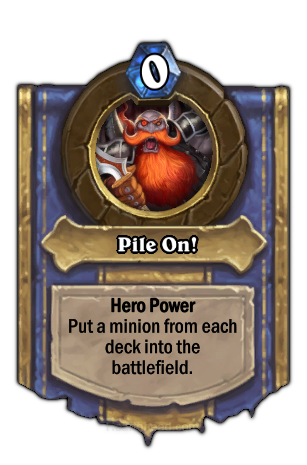 0
Pile On!
Hero Power
Put a minion from each
deck into the
battlefield.